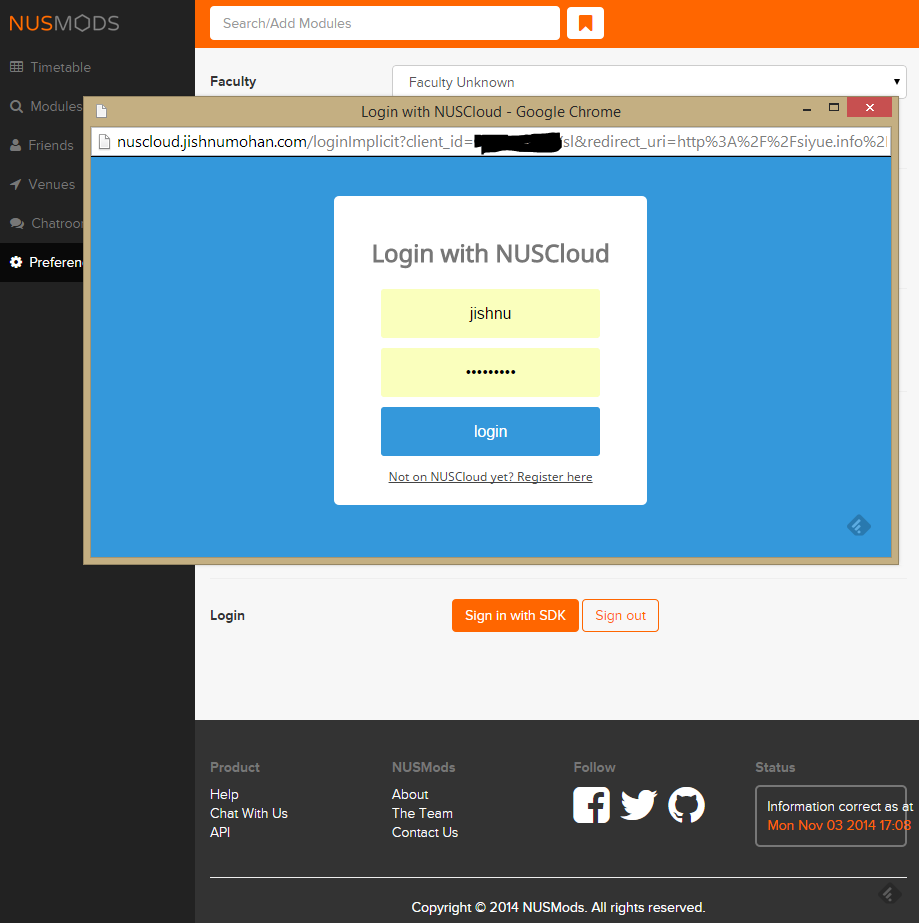 NUSMODS
Search/Add Modules
Timetable
Modules
Friends
Venues
Chatroo
Preferen
Faculty
Faculty Unknown
Login with NUSCloud - Google Chrome
nuscloud.jishnumohan.com/loginImplicit?client_id= /sl&redirect_uri=http%3A%2F%2Fsiyue.info%2
Login with NUSCloud
jishnu
•••••••••
login
Not on NUSCloud yet? Register here
Login
Sign in with SDK
Sign out
Product
Help
Chat With Us
API
NUSMods
About
The Team
Contact Us
Follow
Status
Information correct as at
Mon Nov 03 2014 17:08
Copyright © 2014 NUSMods. All rights reserved.